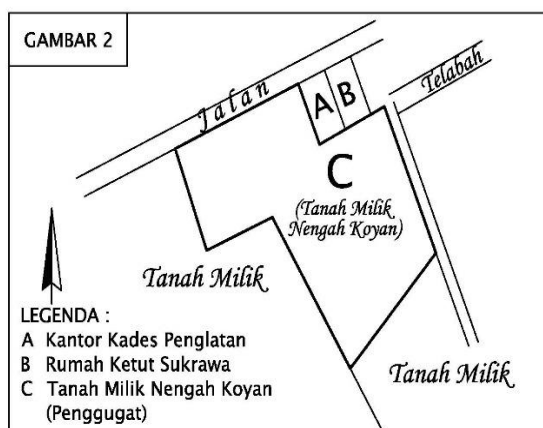 GAMBAR 2
Jalan
A
B
Telabah
C
(Tanah Milik
Nengah Koyan)
Tanah Milik
LEGENDA :
A Kantor Kades Penglatan
B Rumah Ketut Sukrawa
C Tanah Milik Nengah Koyan
(Penggugat)
Tanah Milik